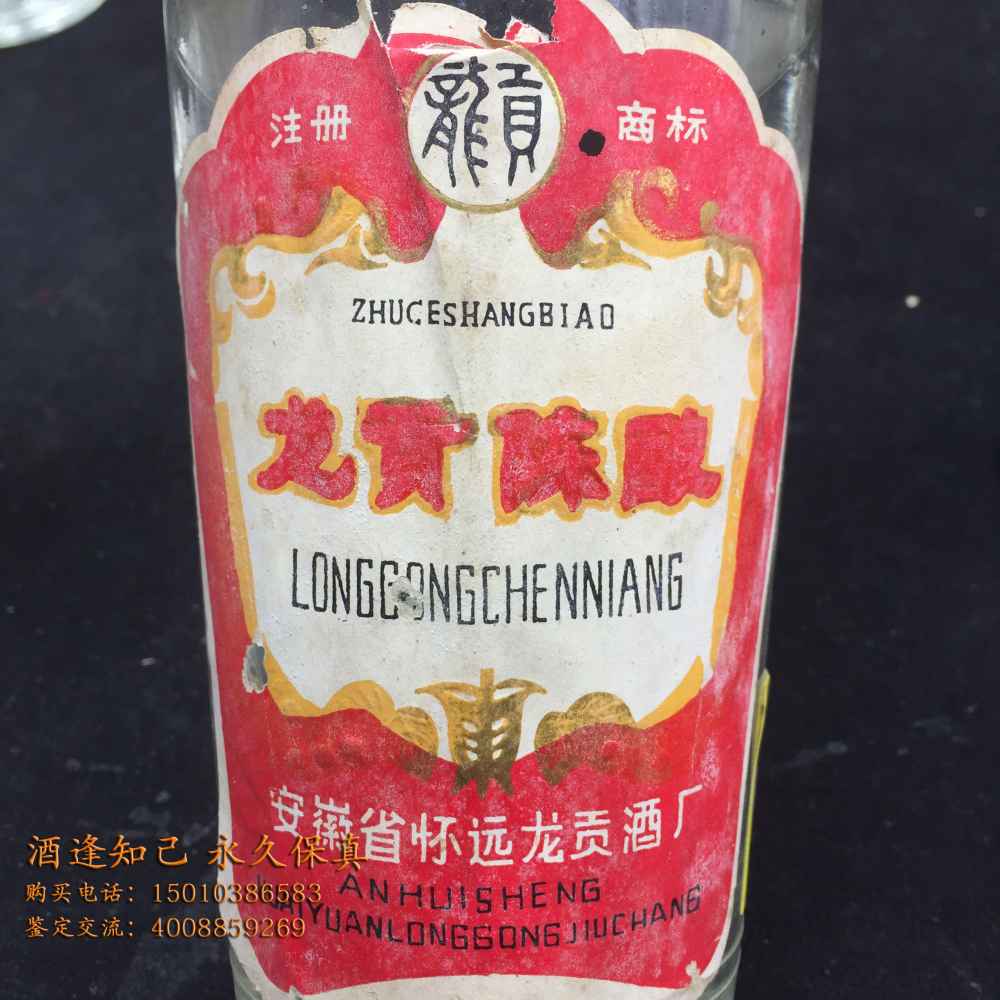 龍貢
注册 商标
ZHUCESHANGBIAO
龙贡陈酿
LONGGONGCHENNIANG
安徽省怀远龙贡酒厂
ANHUISHENG
HUAIYUANLONGGONGJIUCHANG
酒逢知己 永久保真
购买电话：15010386583
鉴定交流：4008859269